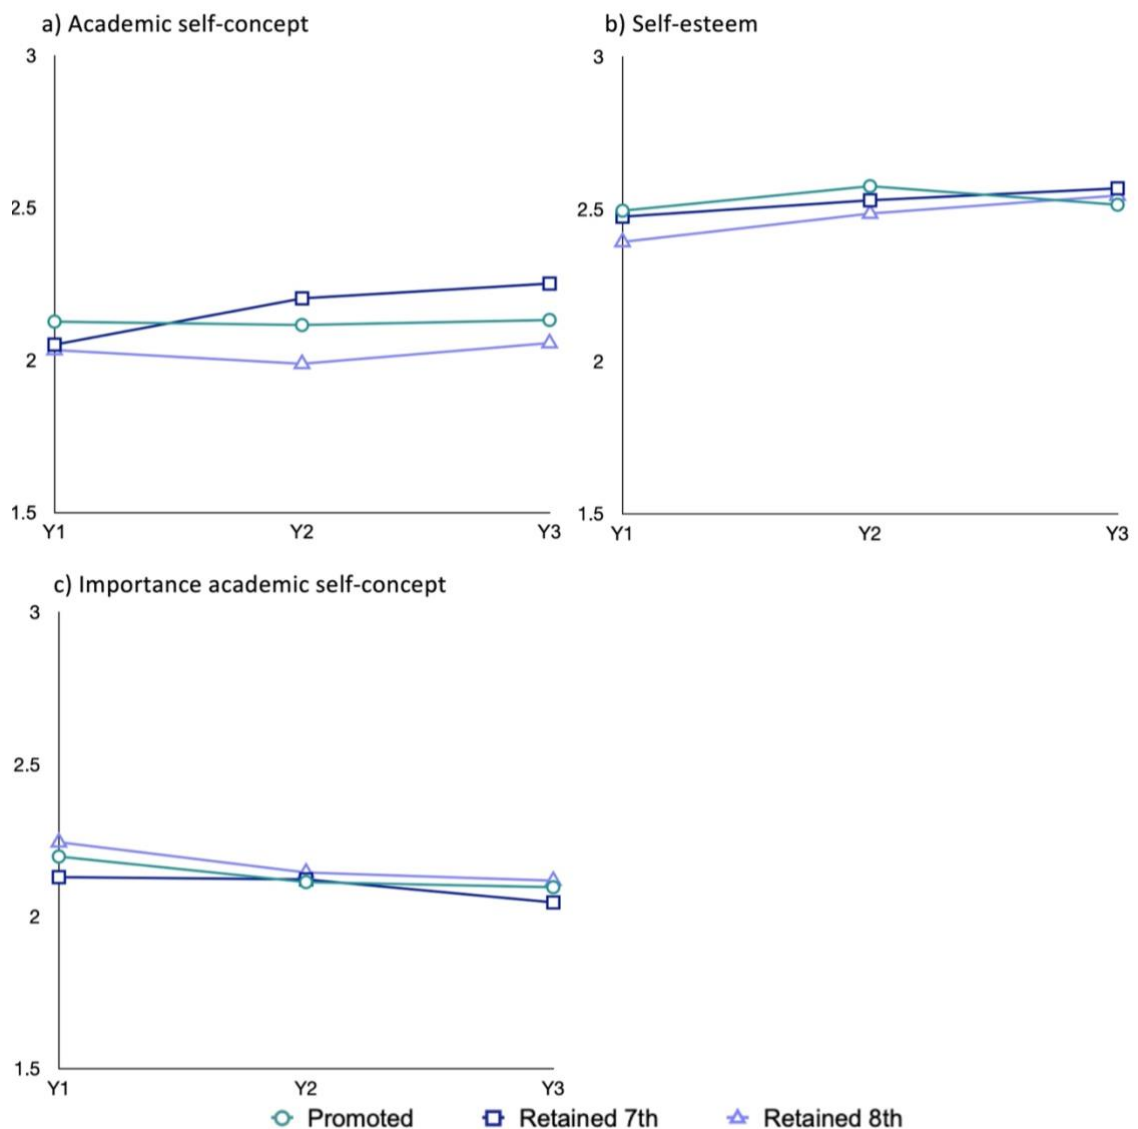 a) Academic self-concept
3
2.5
2
1.5
Y1 Y2 Y3
b) Self-esteem
3
2.5
2
1.5
Y1 Y2 Y3
c) Importance academic self-concept
3
2.5
2
1.5
Y1 Y2 Y3
Promoted Retained 7th Retained 8th